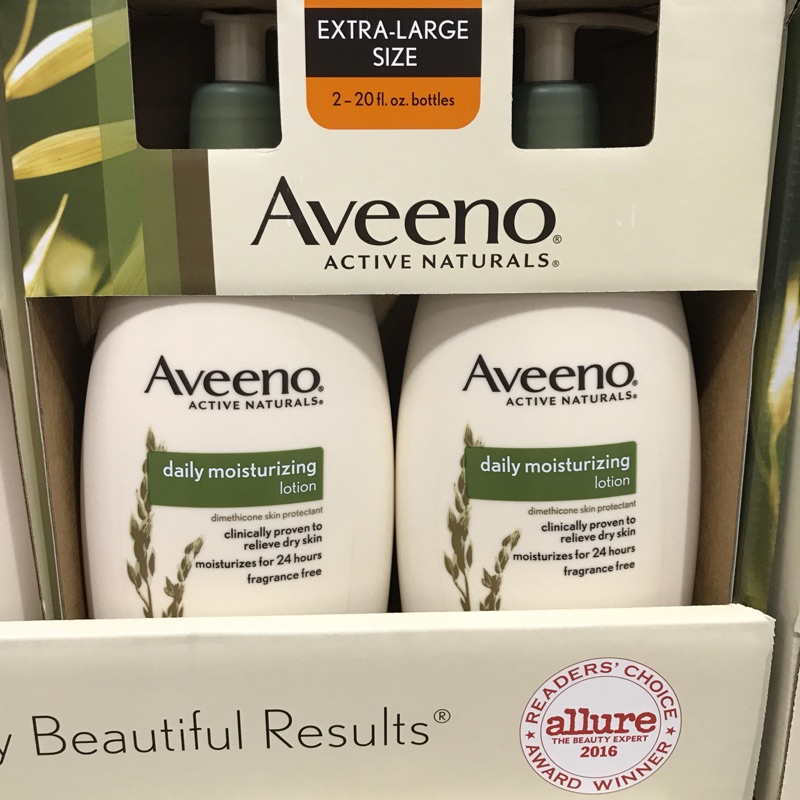 EXTRA-LARGE
SIZE
2-20 fl. oz. bottles
Aveeno®
ACTIVE NATURALS®
Aveeno®
ACTIVE NATURALS®
daily moisturizing
lotion
dimethicone skin protectant
clinically proven to
relieve dry skin
moisturizes for 24 hours
fragrance free
Aveeno®
ACTIVE NATURALS®
daily moisturizing
lotion
dimethicone skin protectant
clinically proven to
relieve dry skin
moisturizes for 24 hours
fragrance free
y Beautiful Results®
READERS' CHOICE
allure
THE BEAUTY EXPERT
2016
AWARD WINNER